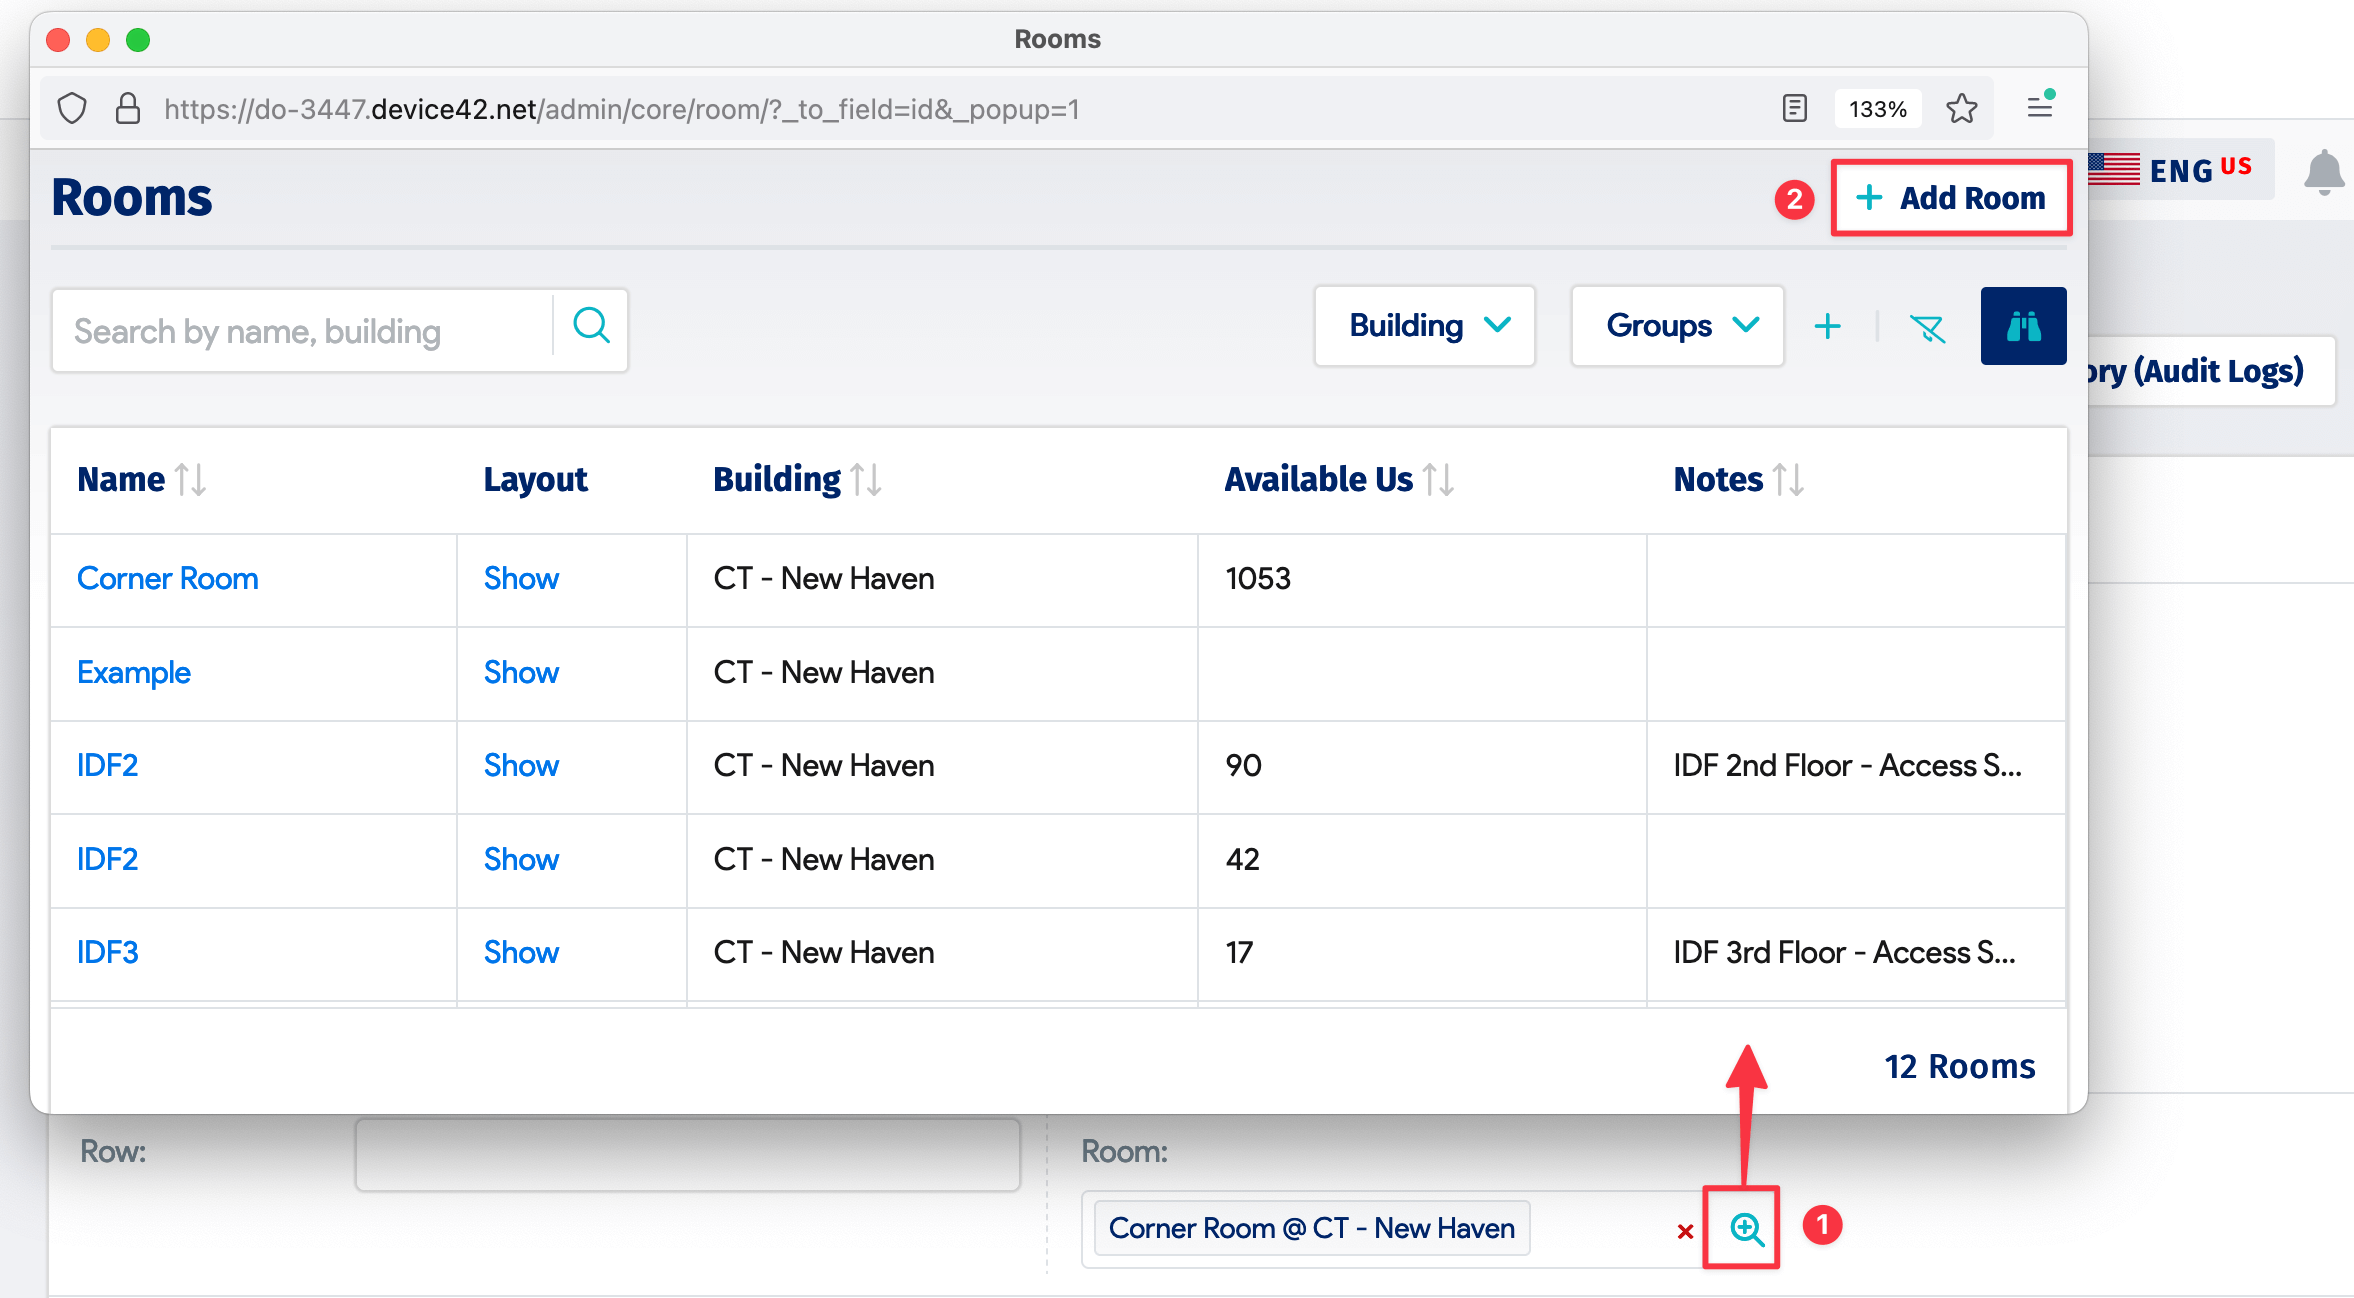 Rooms
https://do-3447.device42.net/admin/core/room/?_to_field=id&_popup=1
133%
ENG US
Rooms
2
+ Add Room
Search by name, building
Building
Groups
ory (Audit Logs)
Name Layout Building Available Us Notes
Corner Room Show CT - New Haven 1053
Example Show CT - New Haven
IDF2 Show CT - New Haven 90 IDF 2nd Floor - Access S...
IDF2 Show CT - New Haven 42
IDF3 Show CT - New Haven 17 IDF 3rd Floor - Access S...
12 Rooms
Row:
Room:
Corner Room @ CT - New Haven
1